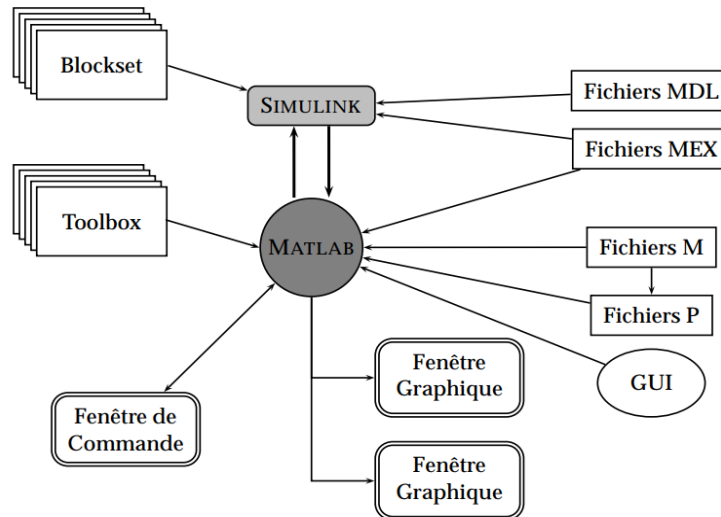 Blockset
SIMULINK
Fichiers MDL
Fichiers MEX
Toolbox
MATLAB
Fichiers M
Fichiers P
GUI
Fenêtre
Graphique
Fenêtre de
Commande
Fenêtre
Graphique